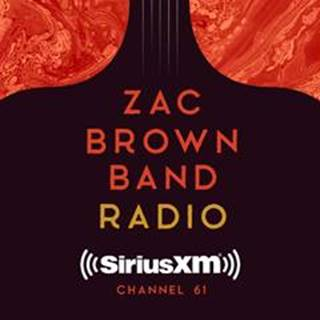 ZAC
BROWN
BAND
RADIO
SiriusXM
CHANNEL 61